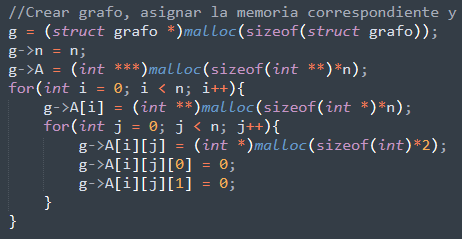 //Crear grafo, asignar la memoria correspondiente y
g = (struct grafo *)malloc(sizeof(struct grafo));
g->n = n;
g->A = (int ***)malloc(sizeof(int **)*n);
for(int i = 0; i < n; i++){
    g->A[i] = (int **)malloc(sizeof(int *)*n);
    for(int j = 0; j < n; j++){
        g->A[i][j] = (int *)malloc(sizeof(int)*2);
        g->A[i][j][0] = 0;
        g->A[i][j][1] = 0;
    }
}